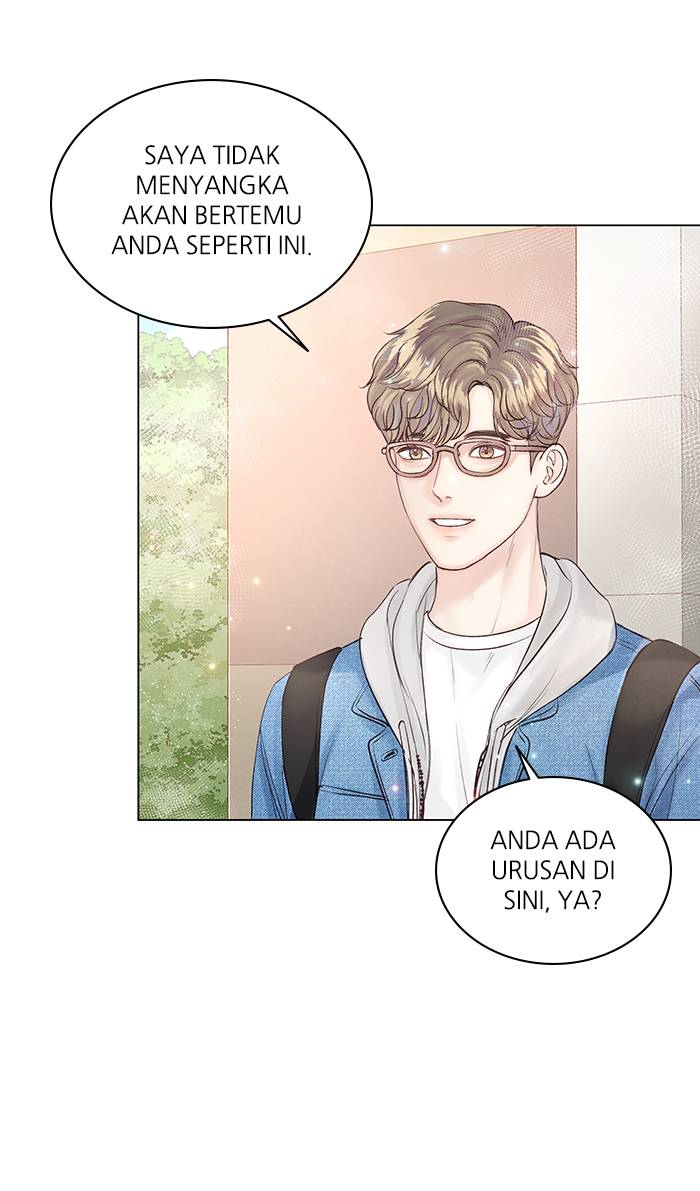 SAYA TIDAK
MENYANGKA
AKAN BERTEMU
ANDA SEPERTI INI.
ANDA ADA
URUSAN DI
SINI, YA?